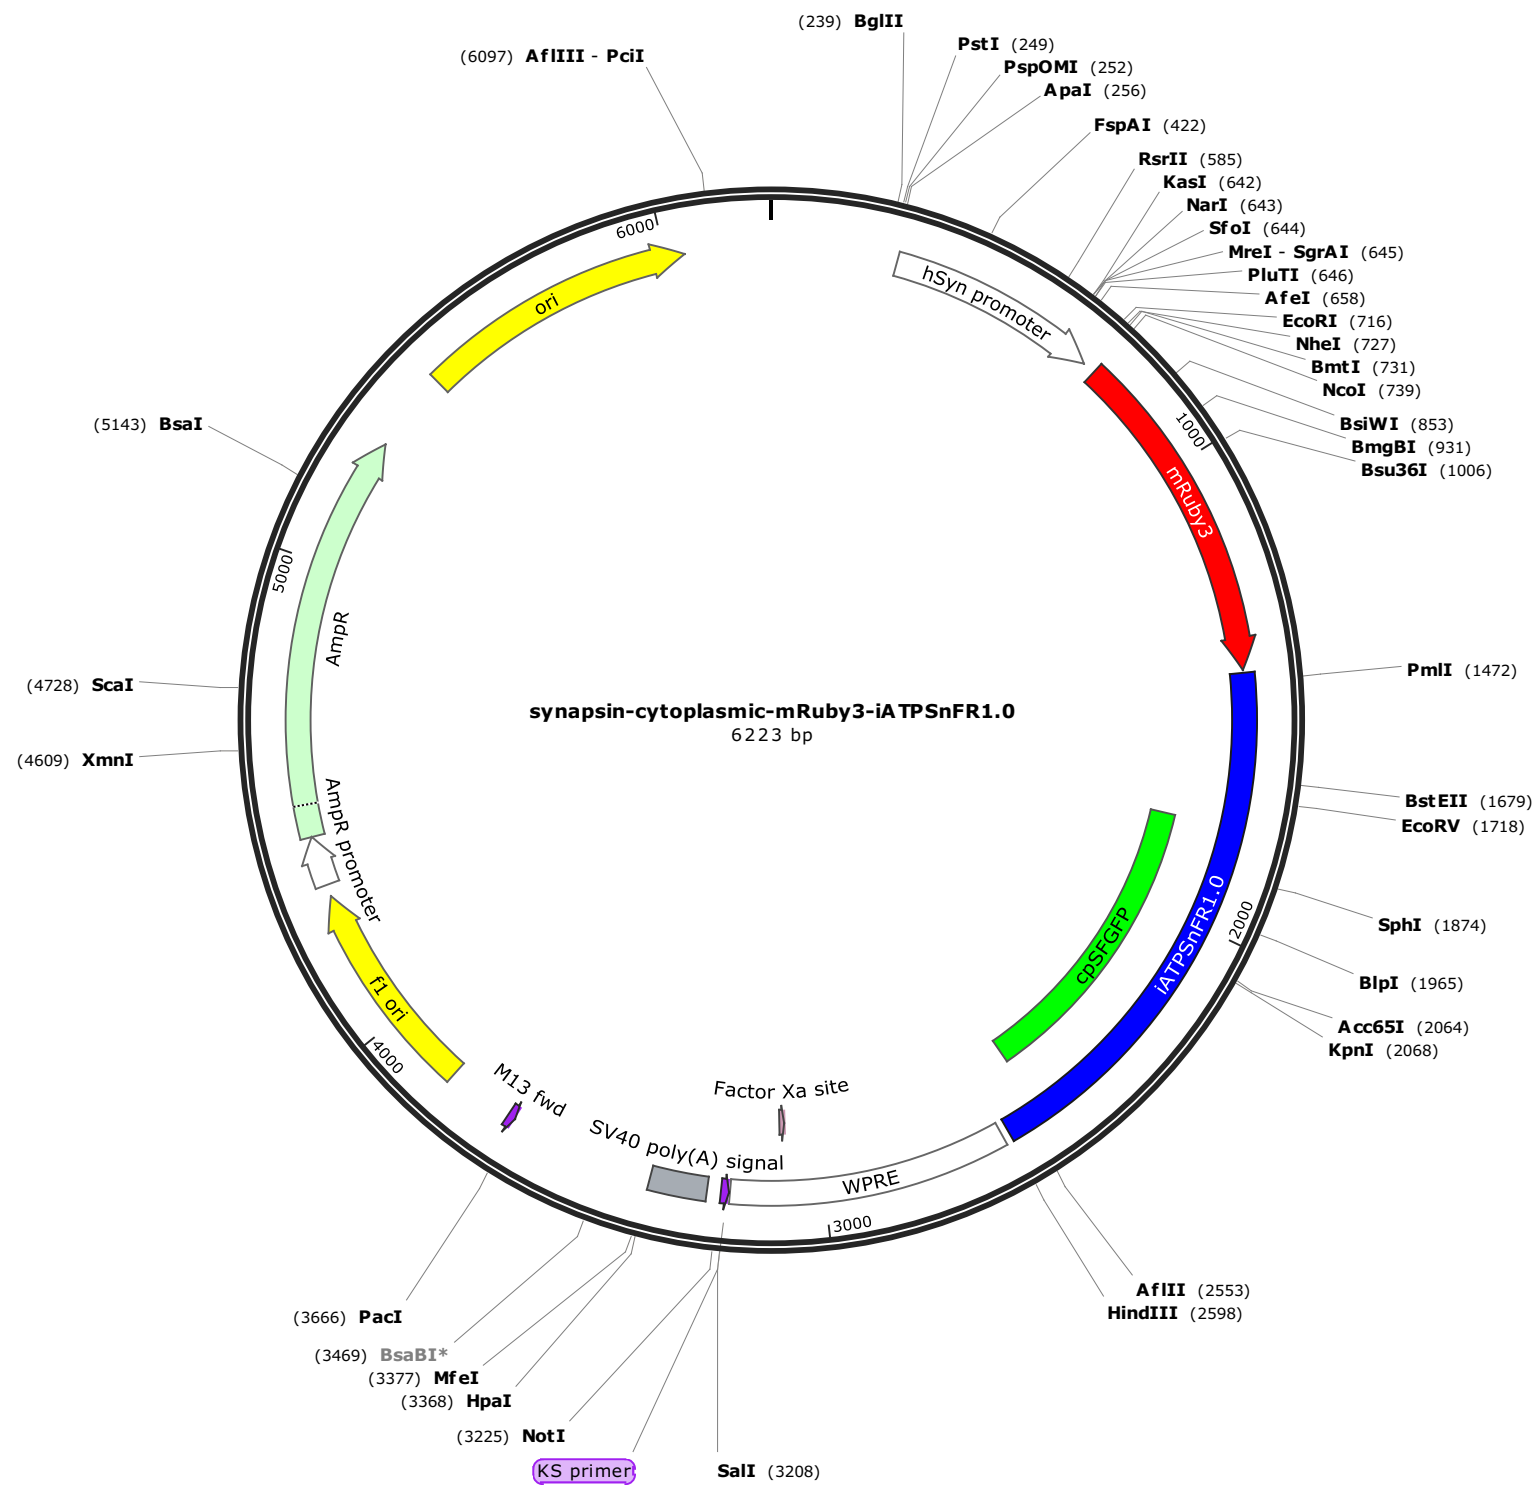 (239) BglII
PstI (249)
(6097) AflIII - PciI
PspOMI (252)
ApaI (256)
FspAI (422)
RsrII (585)
KasI (642)
NarI (643)
SfoI (644)
MreI - SgrAI (645)
PluTI (646)
AfeI (658)
EcoRI (716)
NheI (727)
BmtI (731)
NcoI (739)
BsiWI (853)
BmgBI (931)
Bsu36I (1006)
6000
ori
hSyn promoter
1000
mRuby3
(5143) BsaI
5000
AmpR
PmlI (1472)
(4728) ScaI
synapsin-cytoplasmic-mRuby3-iATPSnFR1.0
6223 bp
(4609) XmnI
BstEII (1679)
EcoRV (1718)
AmpR promoter
iATPSnFR1.0
cpSFGFP
2000
SphI (1874)
BlpI (1965)
Acc65I (2064)
KpnI (2068)
f1 ori
4000
M13 fwd
Factor Xa site
SV40 poly(A) signal
WPRE
3000
AflII (2553)
HindIII (2598)
(3666) PacI
(3469) BsaBI*
(3377) MfeI
(3368) HpaI
(3225) NotI
KS primer
SalI (3208)